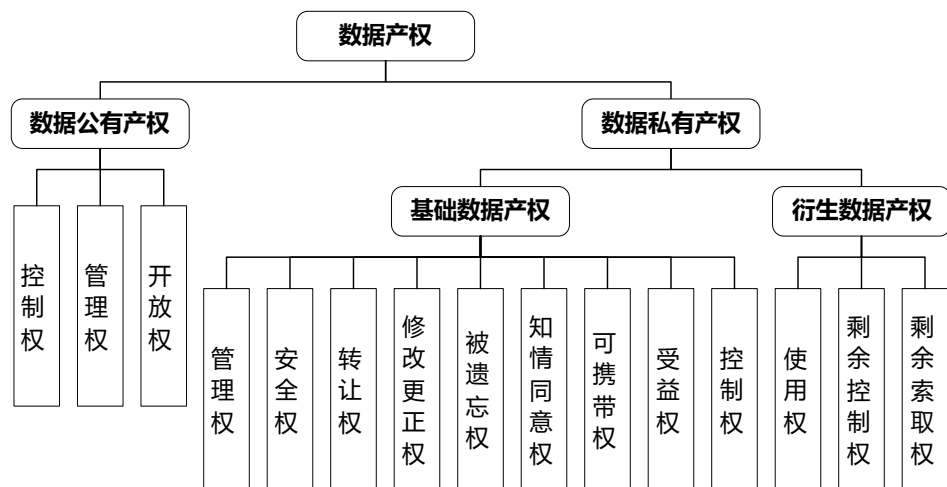 数据产权
数据公有产权
数据私有产权
基础数据产权
衍生数据产权
控制权
管理权
开放权
管理权
安全权
转让权
修改更正权
被遗忘权
知情同意权
可携带权
受益权
控制权
使用权
剩余控制权
剩余索取权